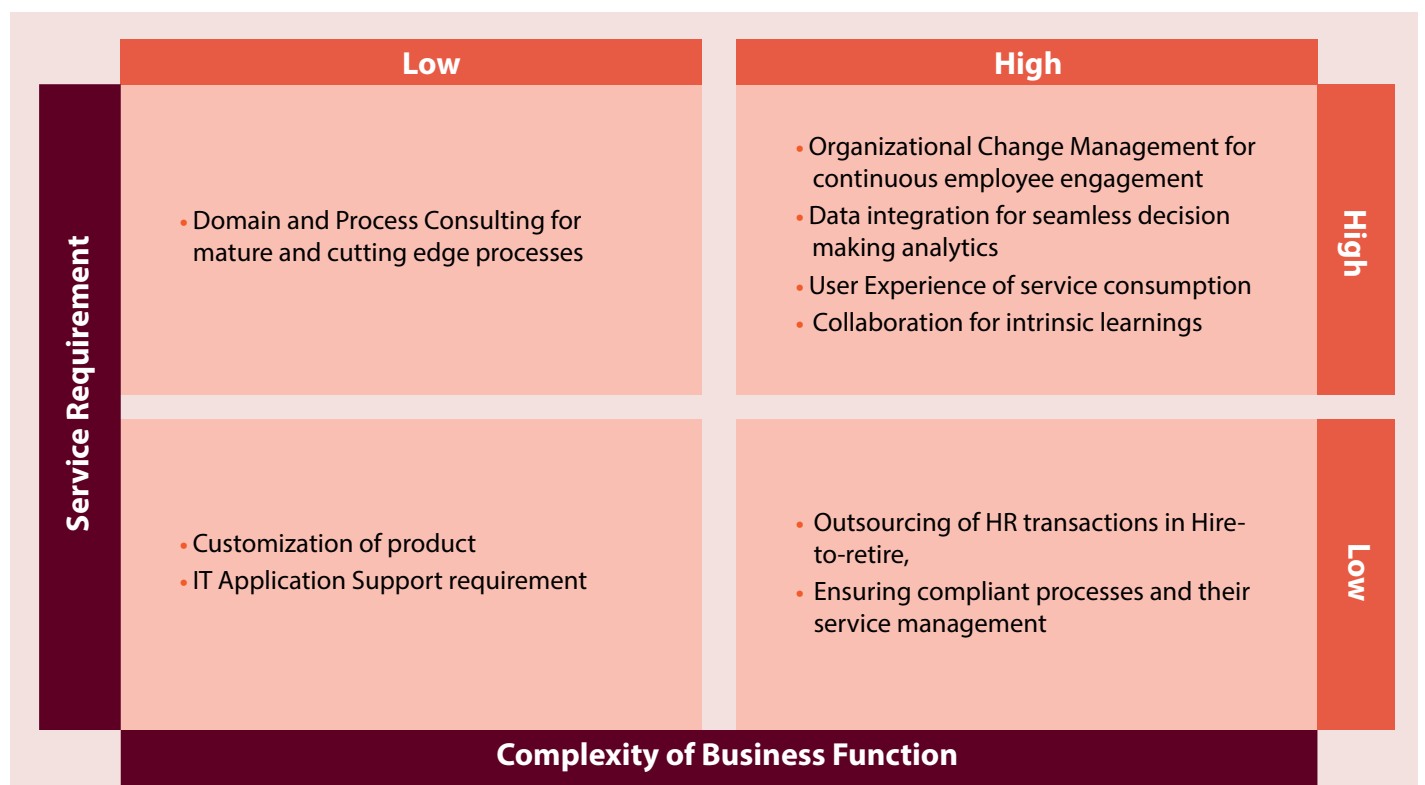 Low
High
Service Requirement
• Domain and Process Consulting for
mature and cutting edge processes
• Organizational Change Management for
continuous employee engagement
• Data integration for seamless decision
making analytics
• User Experience of service consumption
• Collaboration for intrinsic learnings
High
• Customization of product
• IT Application Support requirement
• Outsourcing of HR transactions in Hire-
to-retire,
• Ensuring compliant processes and their
service management
Low
Complexity of Business Function